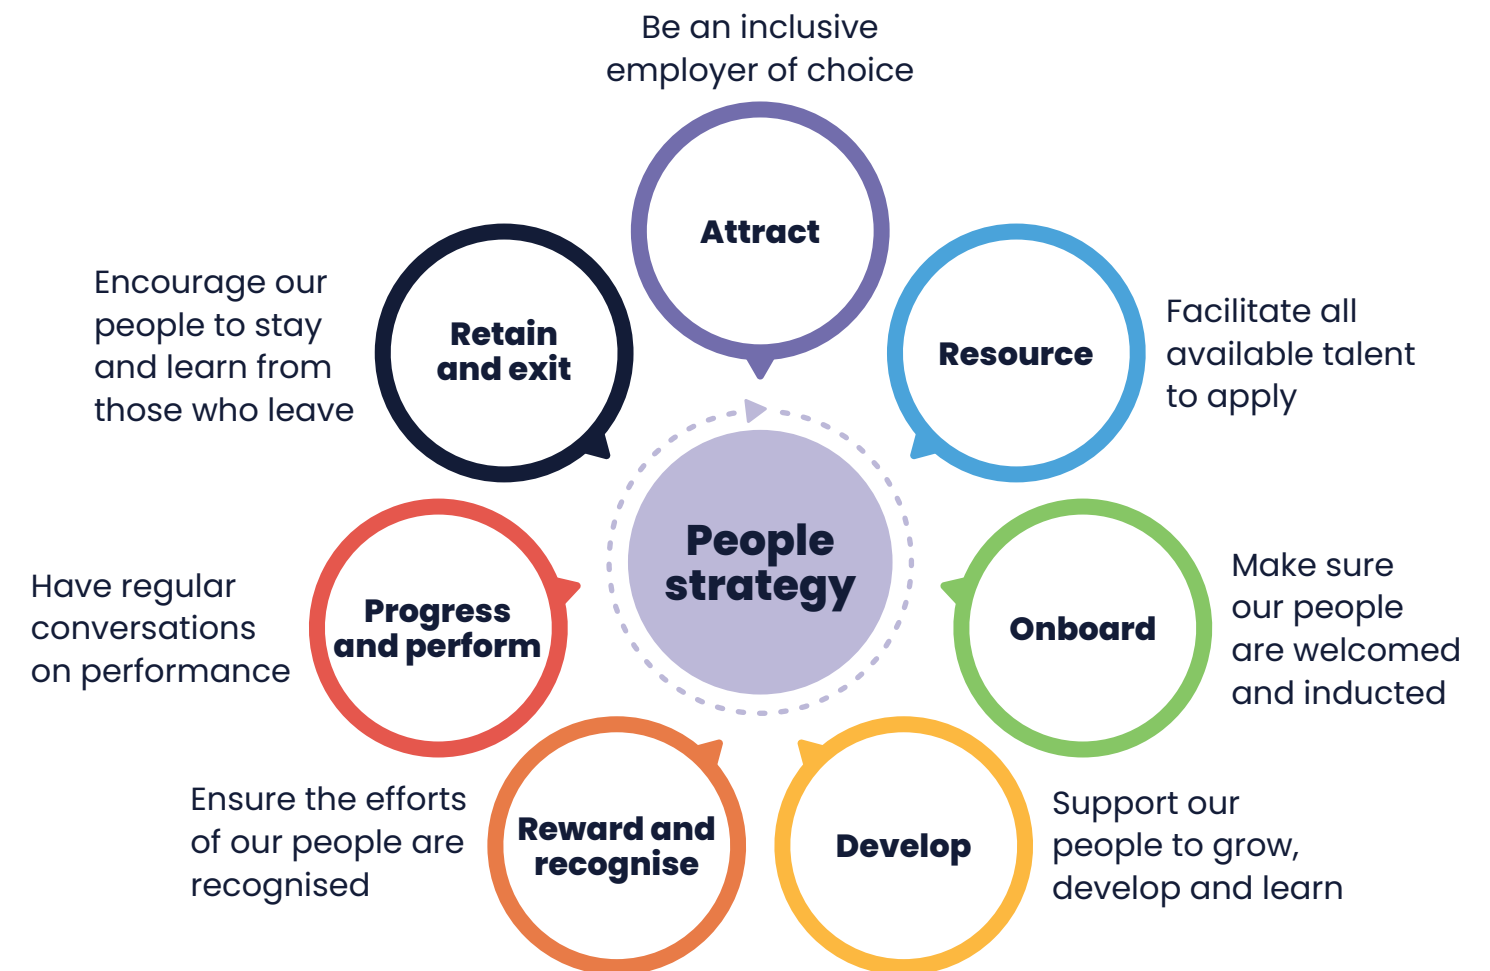 Be an inclusive
employer of choice
Attract
Resource
Facilitate all
available talent
to apply
Onboard
Make sure
our people
are welcomed
and inducted
Develop
Support our
people to grow,
develop and learn
Reward and
recognise
Ensure the efforts
of our people are
recognised
Progress
and perform
Have regular
conversations
on performance
Retain
and exit
Encourage our
people to stay
and learn from
those who leave
People
strategy